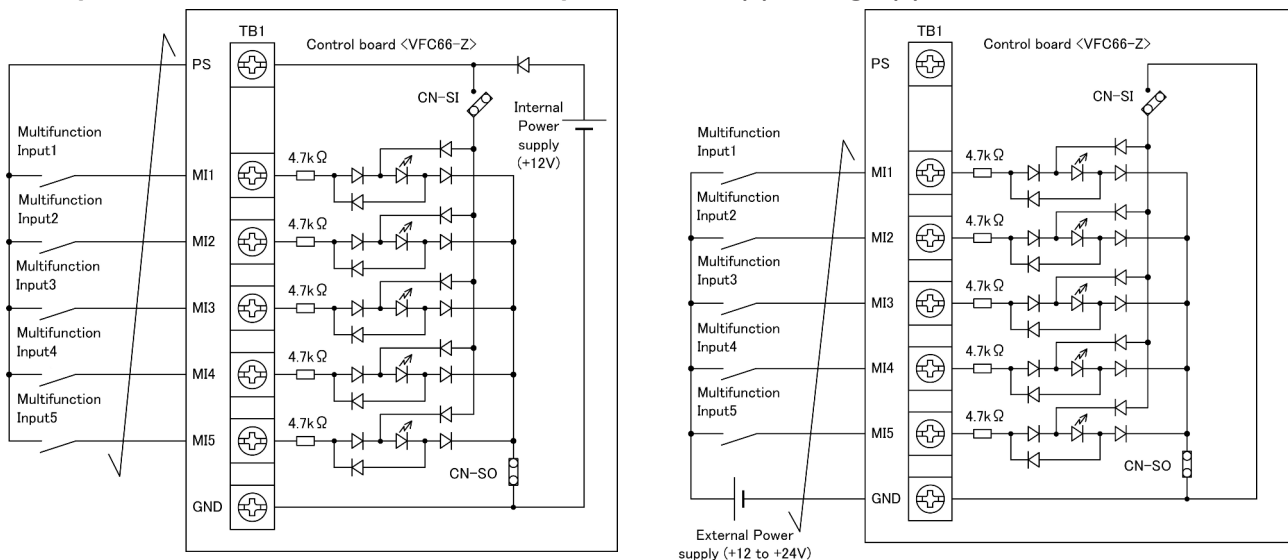 TB1
Control board <VFC66-Z>
PS
CN-SI
Internal
Power
supply
(+12V)
Multifunction
Input1
4.7kΩ
MI1
Multifunction
Input2
4.7kΩ
MI2
Multifunction
Input3
4.7kΩ
MI3
Multifunction
Input4
4.7kΩ
MI4
Multifunction
Input5
4.7kΩ
MI5
CN-SO
GND
TB1
Control board <VFC66-Z>
PS
CN-SI
Multifunction
Input1
4.7kΩ
MI1
Multifunction
Input2
4.7kΩ
MI2
Multifunction
Input3
4.7kΩ
MI3
Multifunction
Input4
4.7kΩ
MI4
Multifunction
Input5
4.7kΩ
MI5
CN-SO
GND
External Power
supply (+12 to +24V)